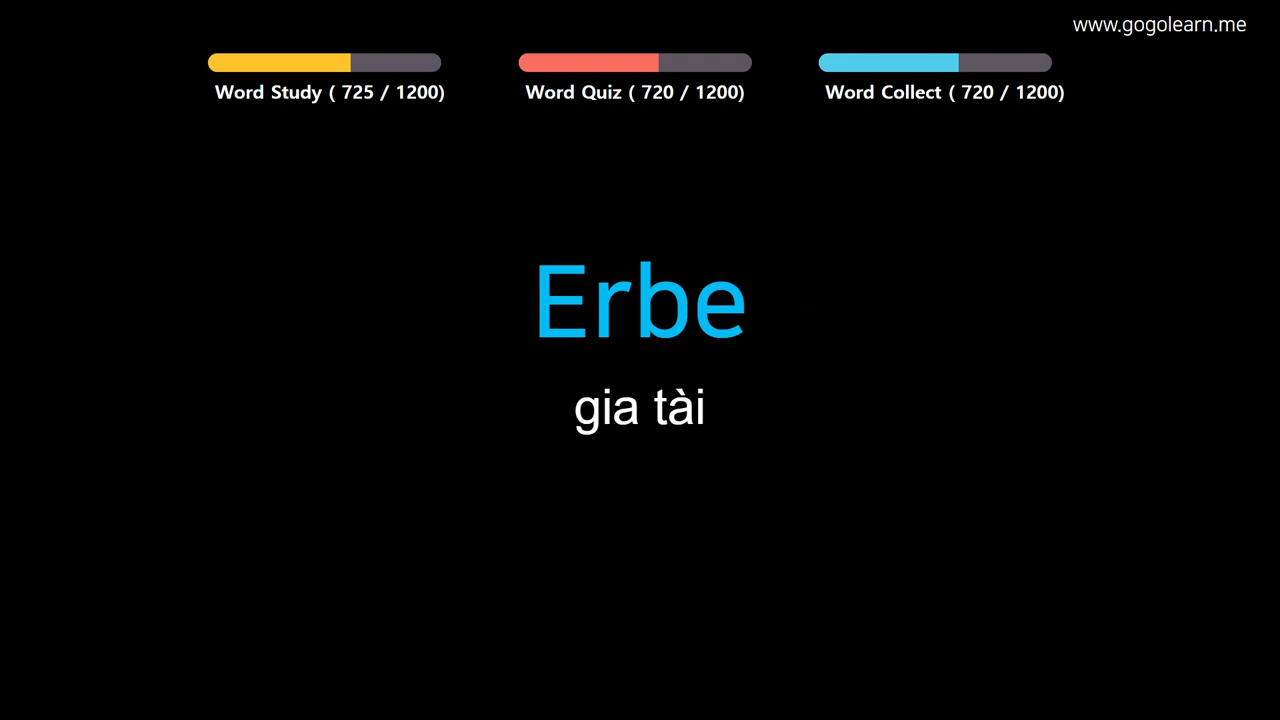 www.gogolearn.me
Word Study ( 725 / 1200)
Word Quiz ( 720 / 1200)
Word Collect ( 720 / 1200)
Erbe
gia tài